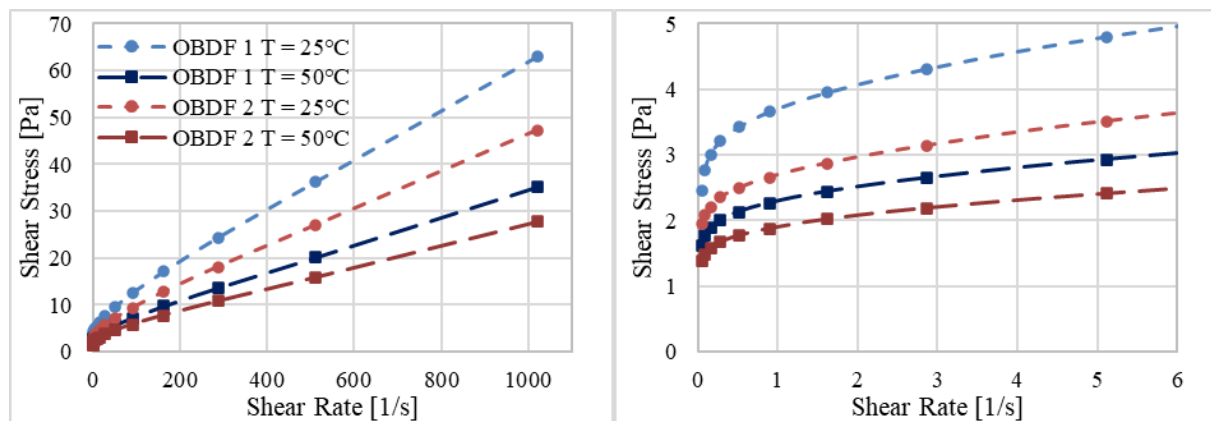 70
60
50
40
30
20
10
0
Shear Stress [Pa]
OBDF 1 T = 25°C
OBDF 1 T = 50°C
OBDF 2 T = 25°C
OBDF 2 T = 50°C
0 200 400 600 800 1000
Shear Rate [1/s]
5
4
3
2
1
0
Shear Stress [Pa]
0 1 2 3 4 5 6
Shear Rate [1/s]